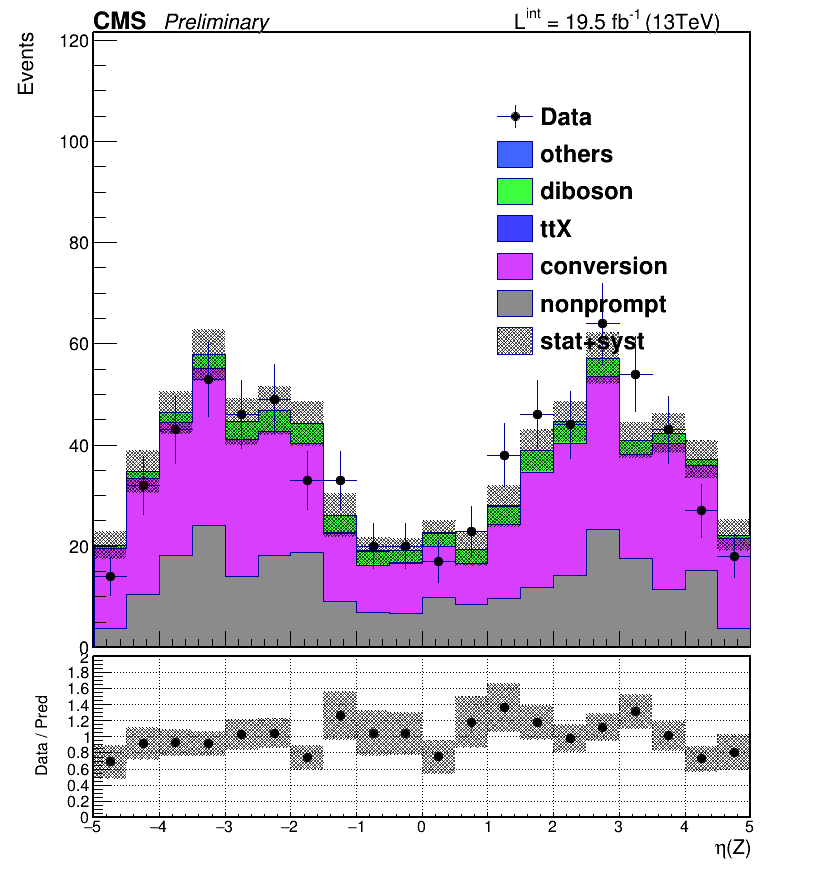 CMS Preliminary L^int = 19.5 fb^-1 (13TeV)
Events
120
100
80
60
40
20
0
Data
others
diboson
ttX
conversion
nonprompt
stat+syst
Data / Pred
2
1.8
1.6
1.4
1.2
1
0.8
0.6
0.4
0.2
0
−5 −4 −3 −2 −1 0 1 2 3 4 5
η(Z)